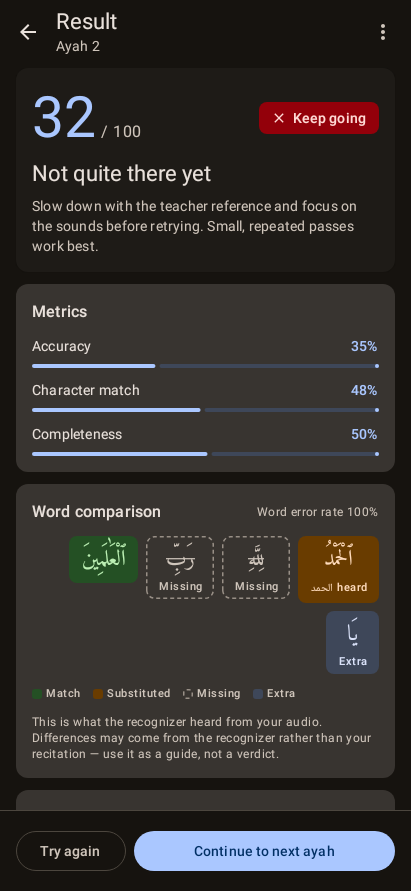 Result
Ayah 2
32 / 100
Keep going
Not quite there yet
Slow down with the teacher reference and focus on
the sounds before retrying. Small, repeated passes
work best.
Metrics
Accuracy 35%
Character match 48%
Completeness 50%
Word comparison Word error rate 100%
ٱلْحَمْدُ لِلَّهِ رَبِّ ٱلْعَٰلَمِينَ
الحمد heard Missing Missing
يَا
Extra
Match Substituted Missing Extra
This is what the recognizer heard from your audio.
Differences may come from the recognizer rather than your
recitation — use it as a guide, not a verdict.
Try again Continue to next ayah